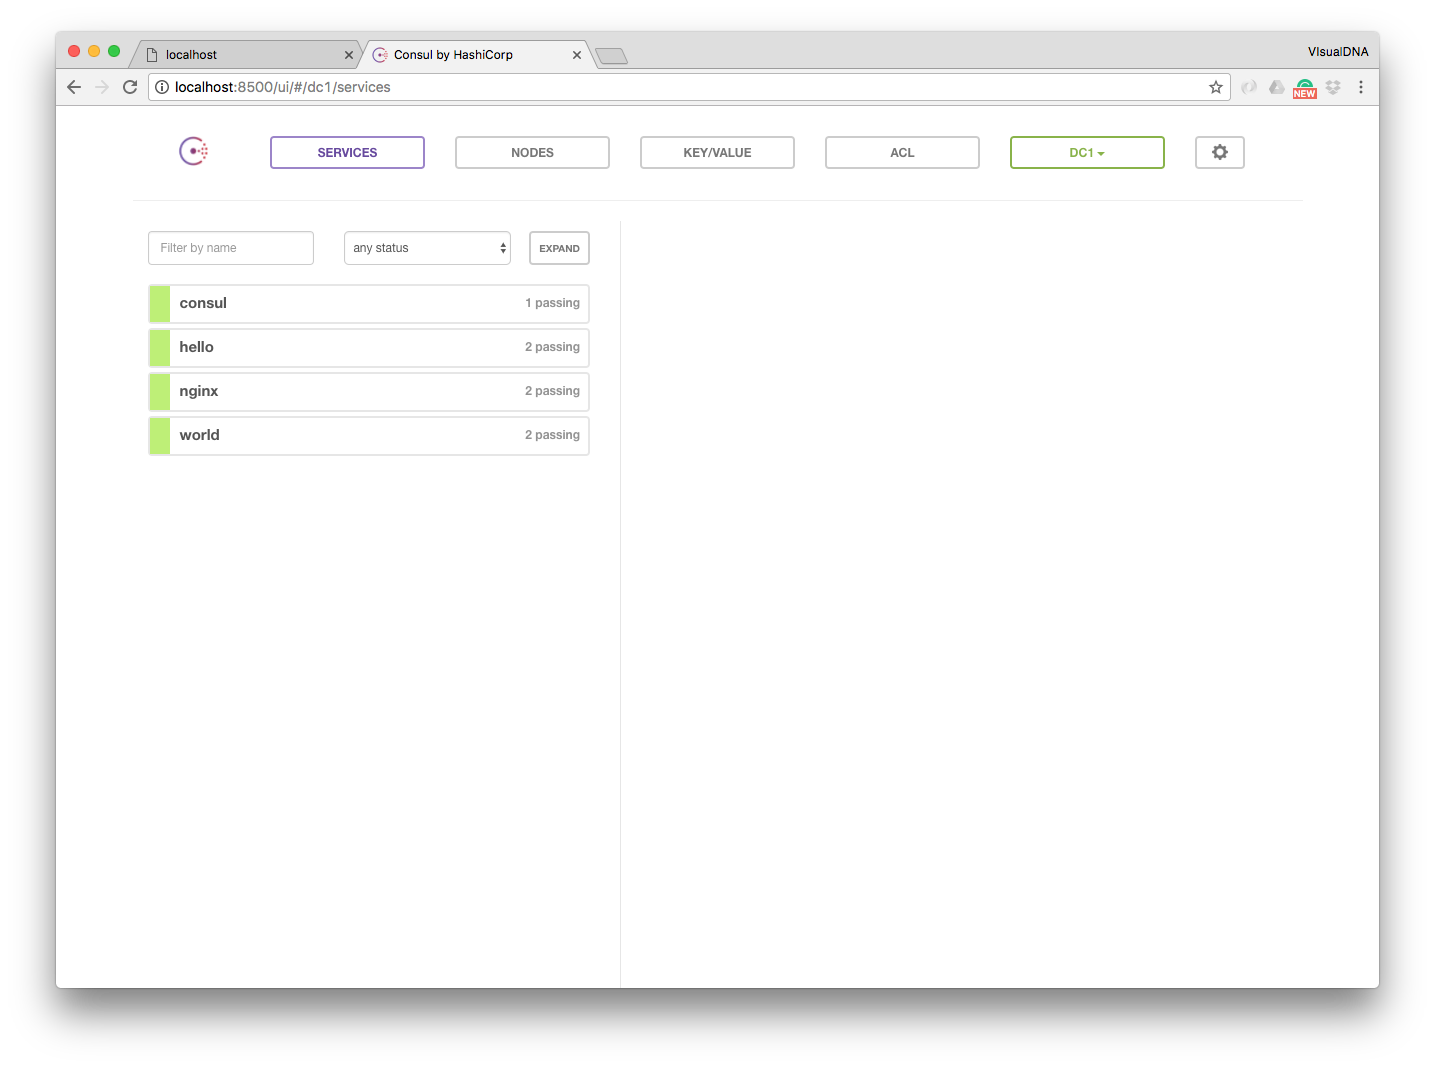 localhost
Consul by HashiCorp
VIsualDNA
localhost:8500/ui/#/dc1/services
NEW
SERVICES
NODES
KEY/VALUE
ACL
DC1
Filter by name
any status
EXPAND
consul
1 passing
hello
2 passing
nginx
2 passing
world
2 passing